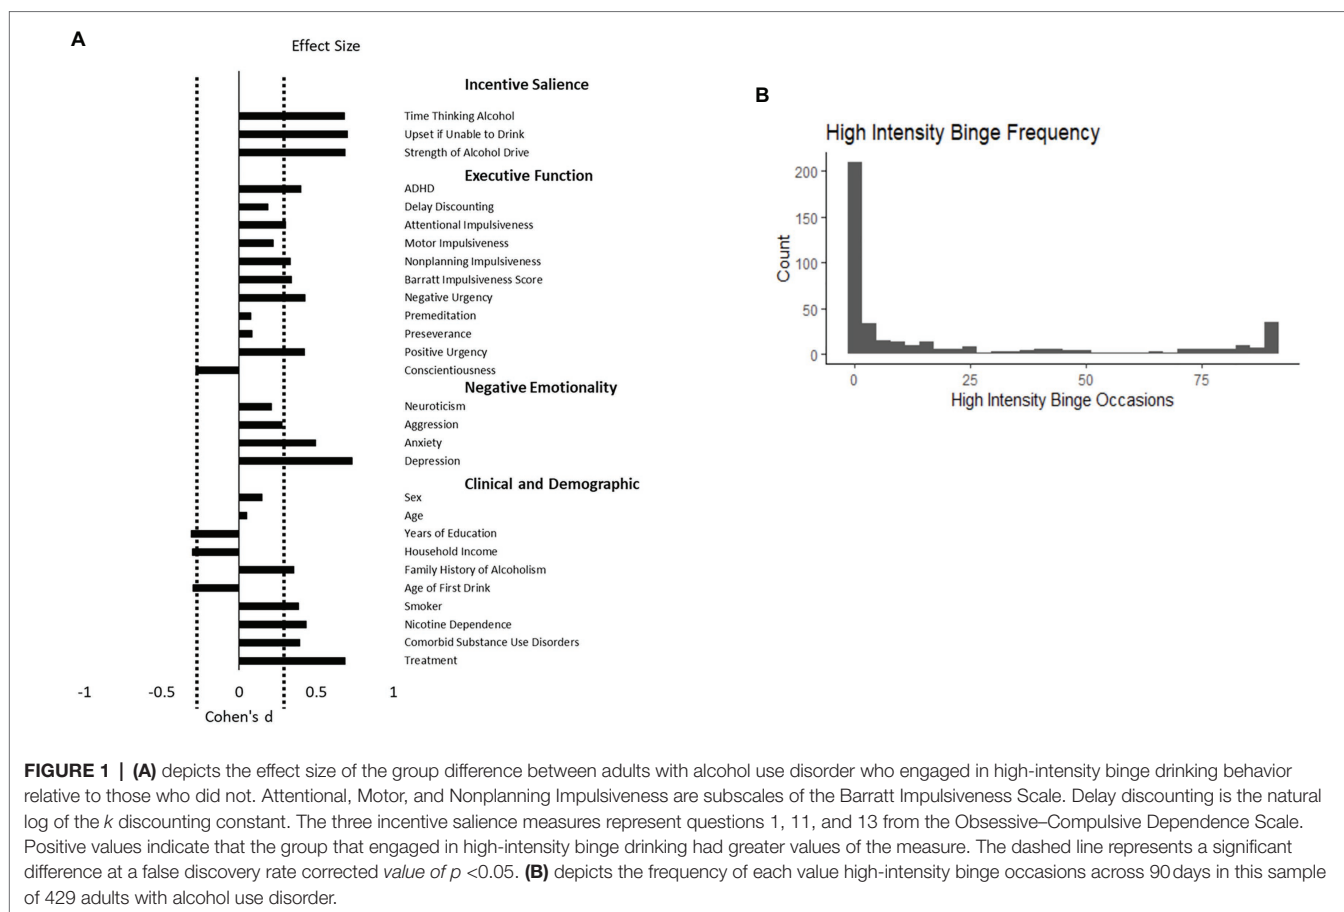 A
Effect Size
Incentive Salience
Time Thinking Alcohol
Upset if Unable to Drink
Strength of Alcohol Drive
Executive Function
ADHD
Delay Discounting
Attentional Impulsiveness
Motor Impulsiveness
Nonplanning Impulsiveness
Barratt Impulsiveness Score
Negative Urgency
Premeditation
Preseverance
Positive Urgency
Conscientiousness
Negative Emotionality
Neuroticism
Aggression
Anxiety
Depression
Clinical and Demographic
Sex
Age
Years of Education
Household Income
Family History of Alcoholism
Age of First Drink
Smoker
Nicotine Dependence
Comorbid Substance Use Disorders
Treatment
-1 -0.5 0 0.5 1
Cohen's d
B
High Intensity Binge Frequency
200
150
100
50
0
Count
0 25 50 75
High Intensity Binge Occasions
FIGURE 1 | (A) depicts the effect size of the group difference between adults with alcohol use disorder who engaged in high-intensity binge drinking behavior
relative to those who did not. Attentional, Motor, and Nonplanning Impulsiveness are subscales of the Barratt Impulsiveness Scale. Delay discounting is the natural
log of the k discounting constant. The three incentive salience measures represent questions 1, 11, and 13 from the Obsessive–Compulsive Dependence Scale.
Positive values indicate that the group that engaged in high-intensity binge drinking had greater values of the measure. The dashed line represents a significant
difference at a false discovery rate corrected value of p <0.05. (B) depicts the frequency of each value high-intensity binge occasions across 90 days in this sample
of 429 adults with alcohol use disorder.